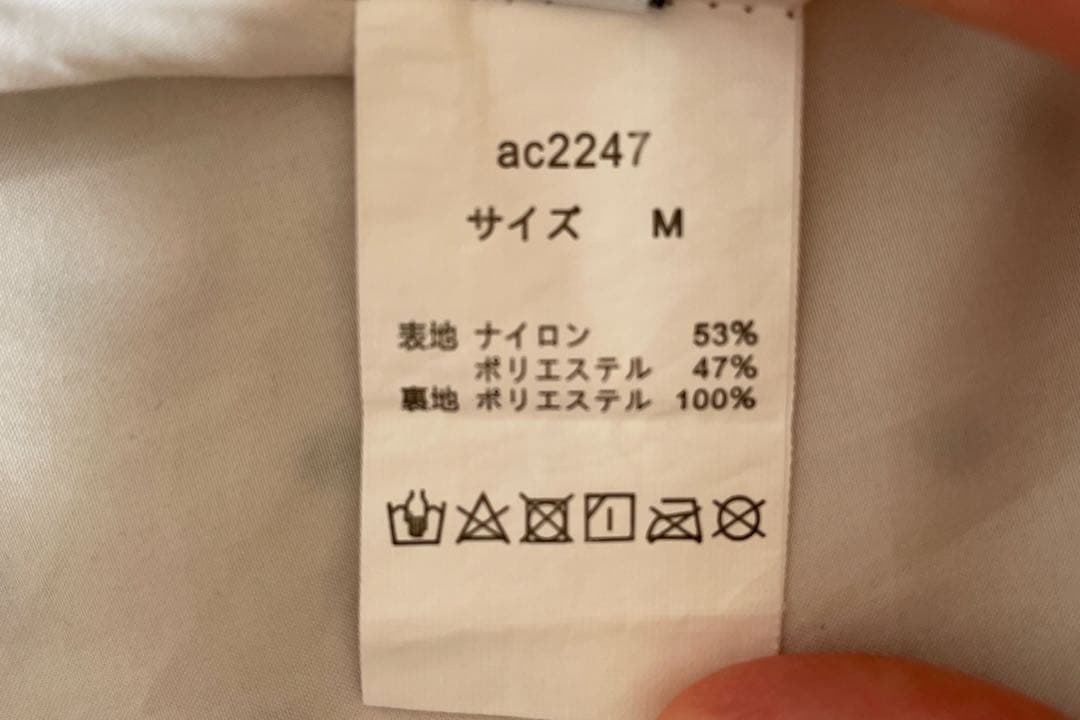 ac2247
サイズ M
表地 ナイロン 53%
ポリエステル 47%
裏地 ポリエステル 100%